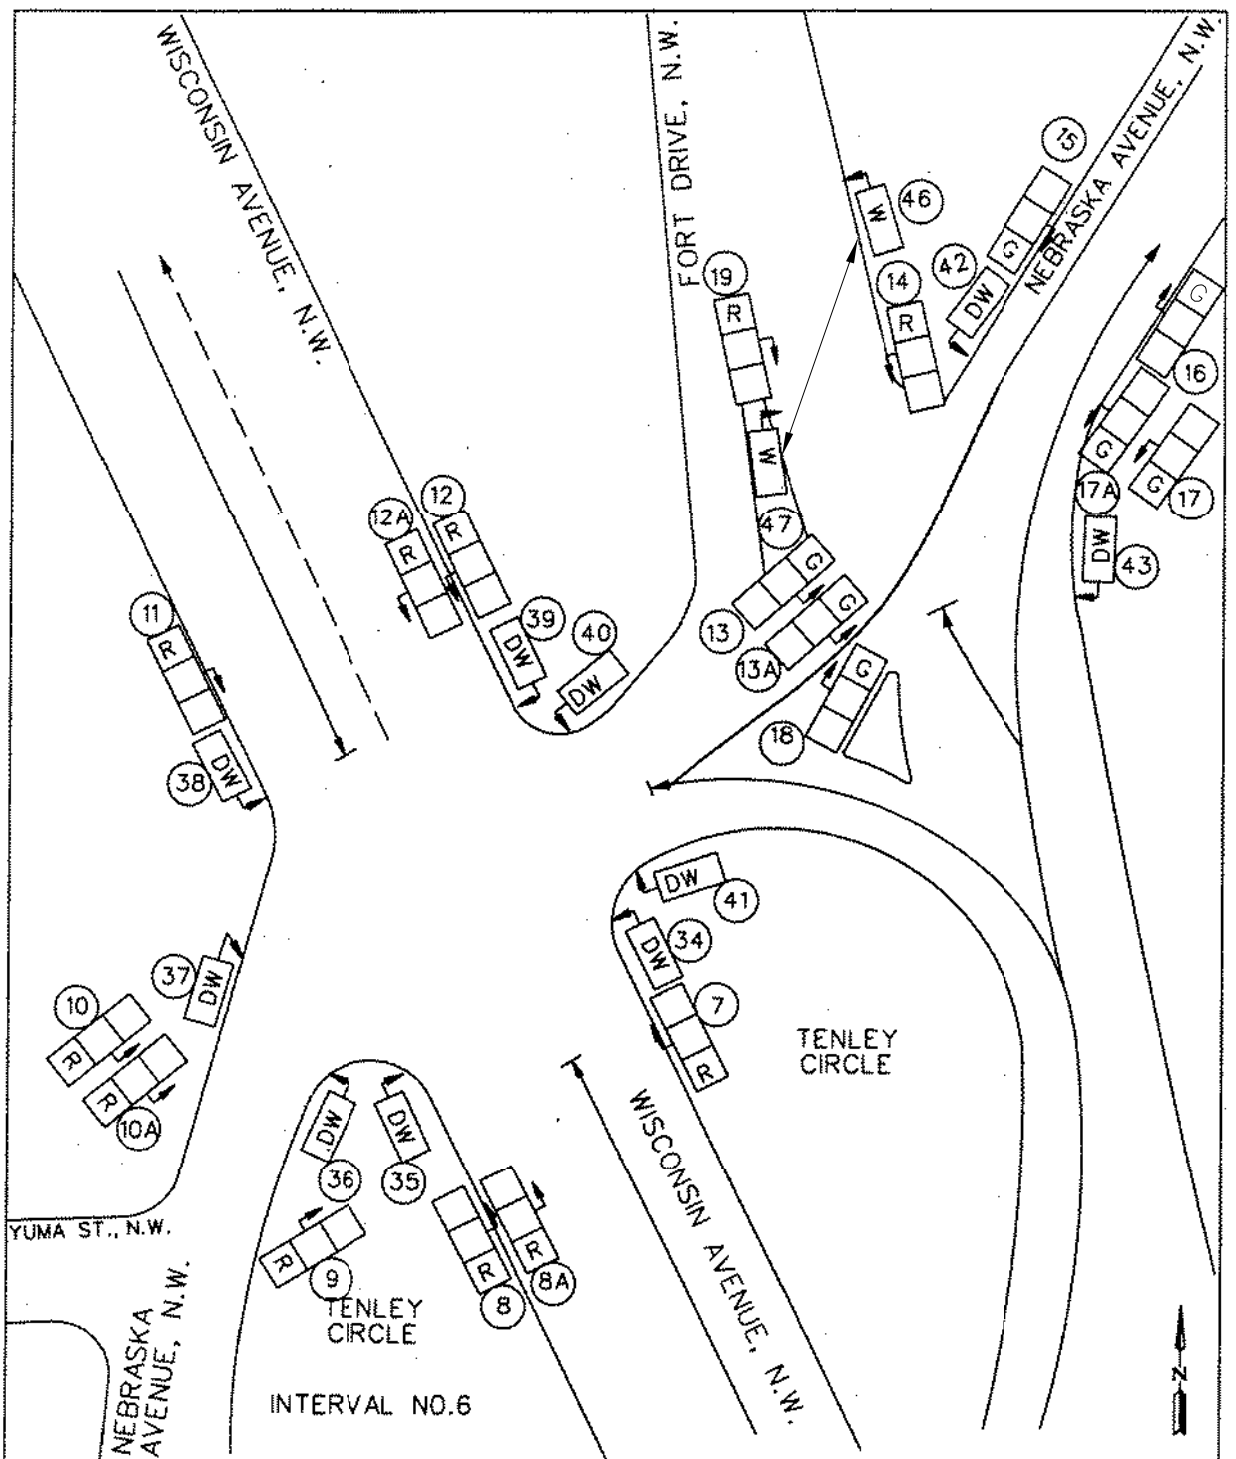 WISCONSIN AVENUE, N.W.
FORT DRIVE, N.W.
NEBRASKA AVENUE, N.W.
15
46
W
G
42
DW
14
R
19
R
G
16
G
17A
G
17
W
47
DW
43
12
R
12A
R
G
13
G
13A
39
DW
40
DW
11
R
G
18
38
DW
DW
41
34
DW
7
R
37
DW
10
R
R
10A
TENLEY
CIRCLE
DW
36
DW
35
WISCONSIN AVENUE, N.W.
YUMA ST., N.W.
R
9
R
8
R
8A
TENLEY
CIRCLE
NEBRASKA
AVENUE, N.W.
INTERVAL NO.6
N